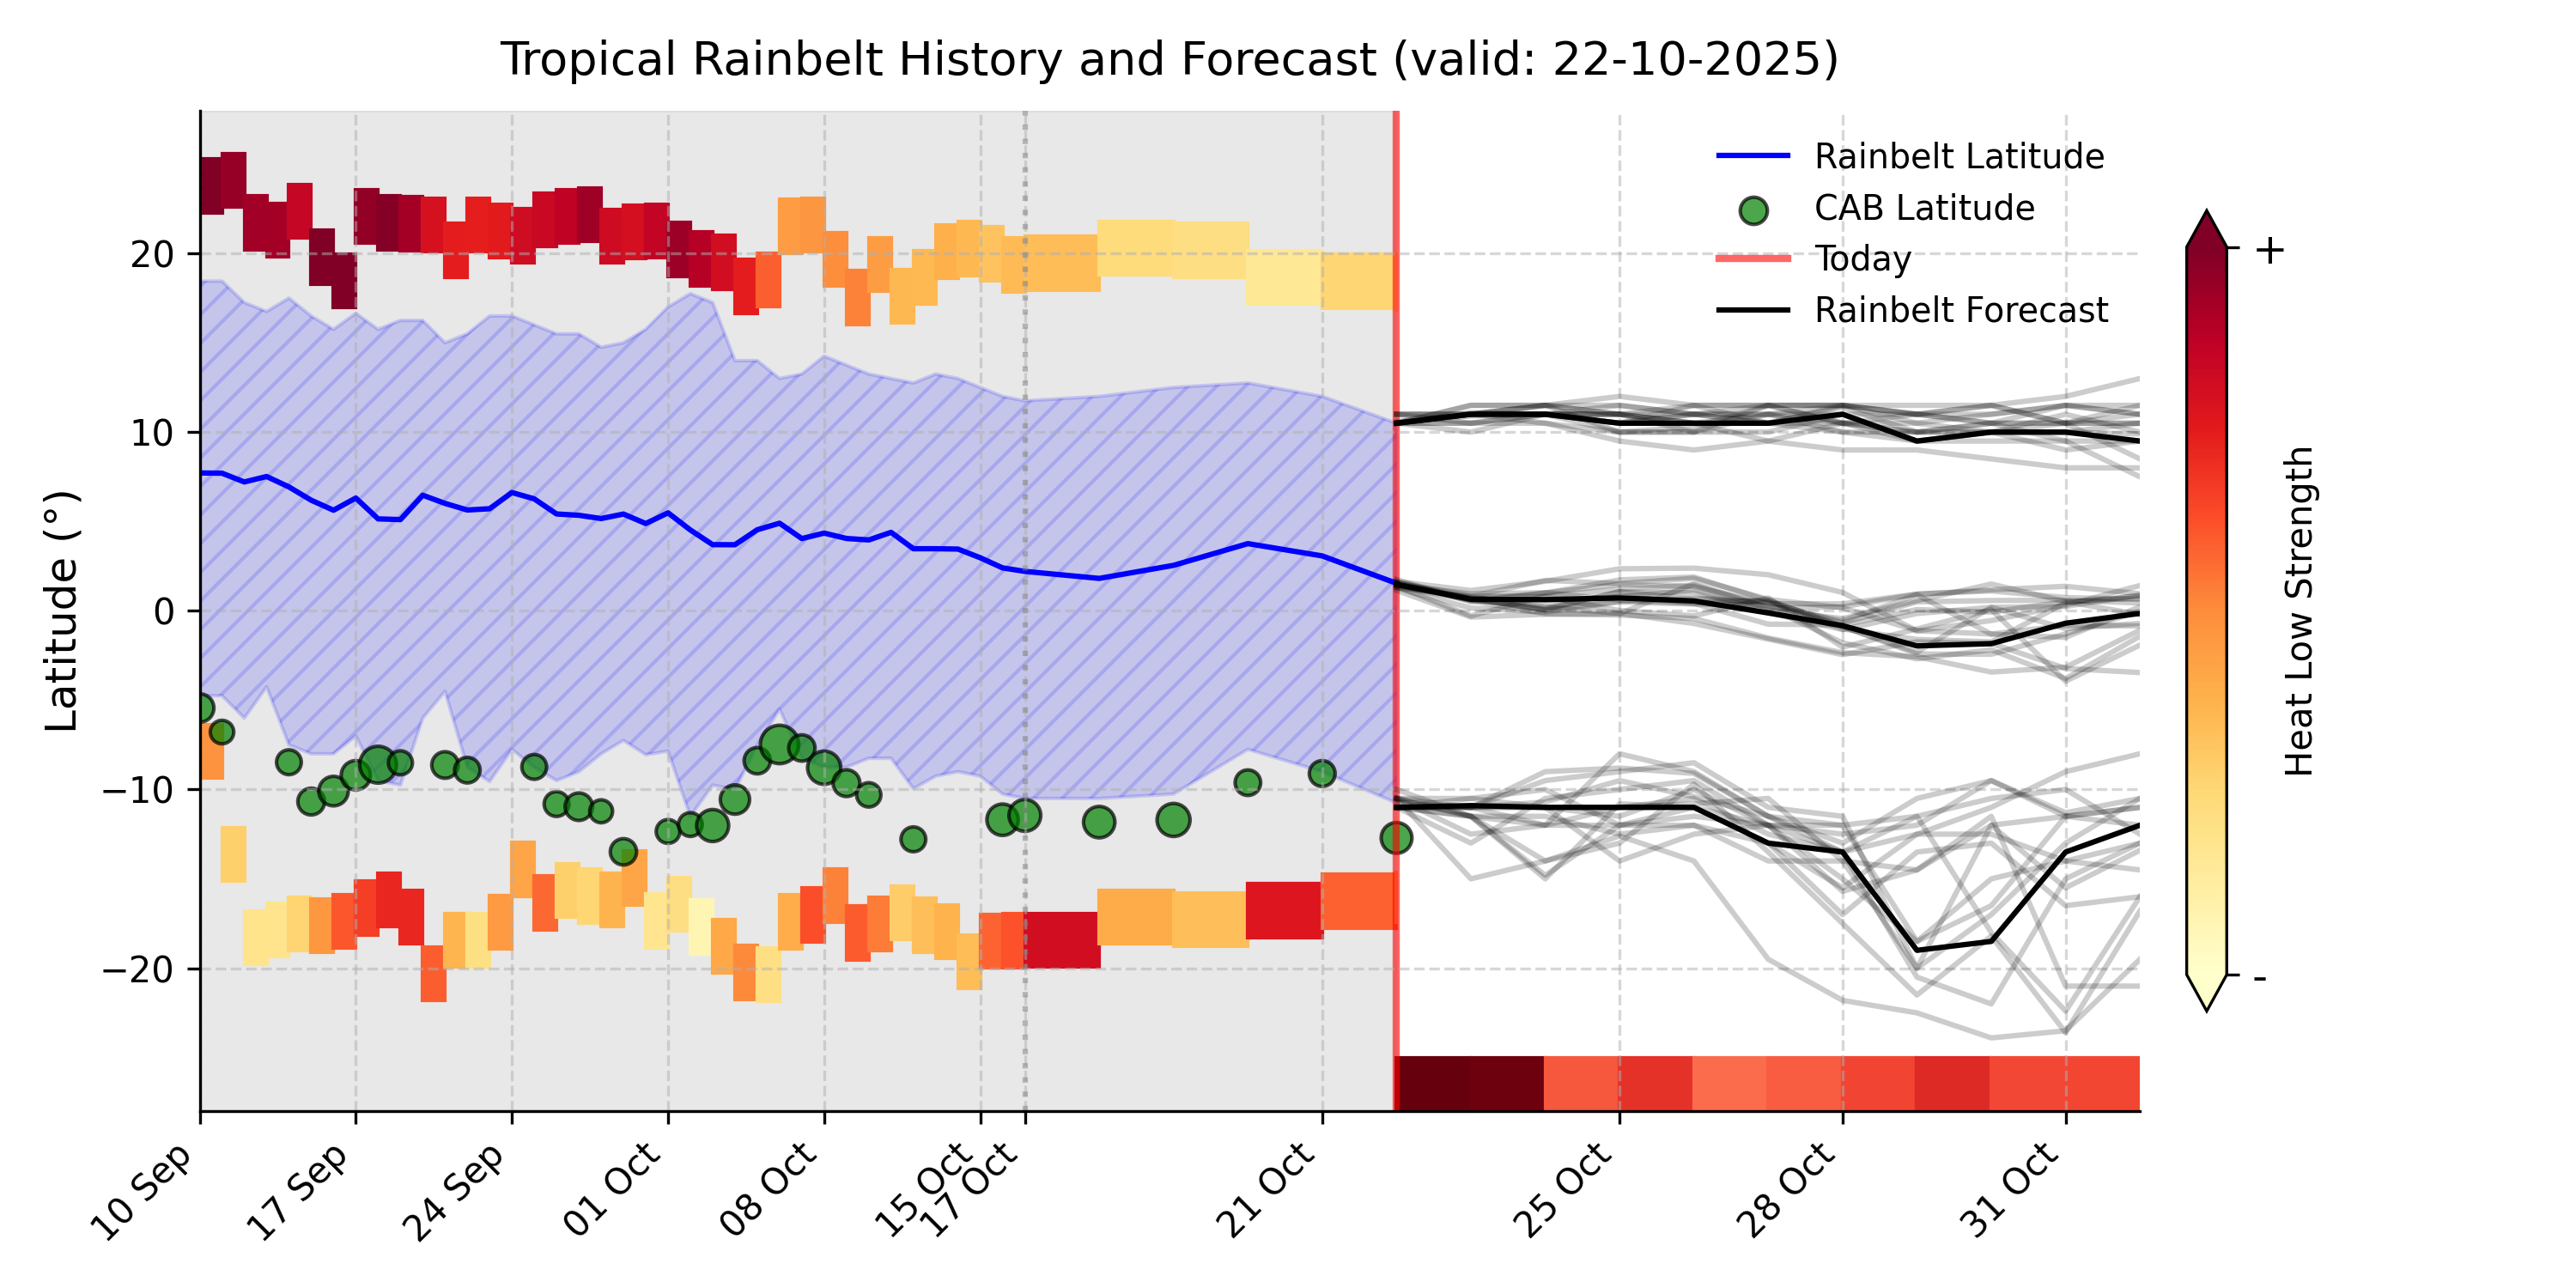 Tropical Rainbelt History and Forecast (valid: 22-10-2025)
Rainbelt Latitude
CAB Latitude
Today
Rainbelt Forecast
Latitude (°)
20
10
0
−10
−20
10 Sep
17 Sep
24 Sep
01 Oct
08 Oct
15 Oct
17 Oct
21 Oct
25 Oct
28 Oct
31 Oct
+
-
Heat Low Strength